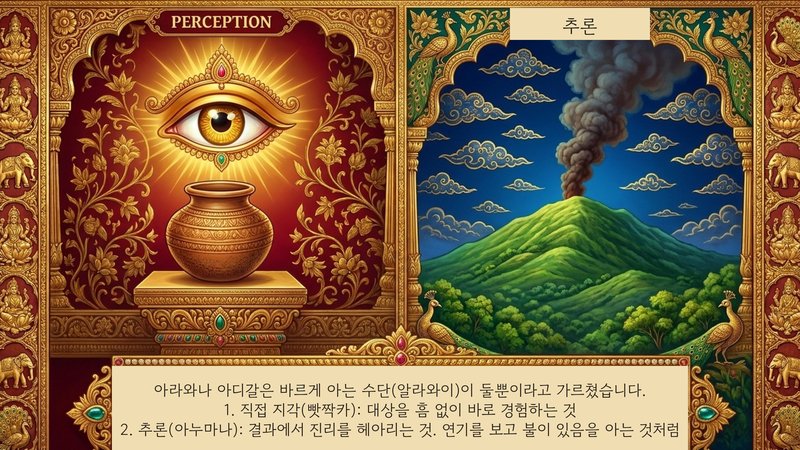 PERCEPTION
추론
아라와나 아디갈은 바르게 아는 수단(알라와이)이 둘뿐이라고 가르쳤습니다.
1. 직접 지각(빳짝카): 대상을 흠 없이 바로 경험하는 것
2. 추론(아누마나): 결과에서 진리를 헤아리는 것. 연기를 보고 불이 있음을 아는 것처럼